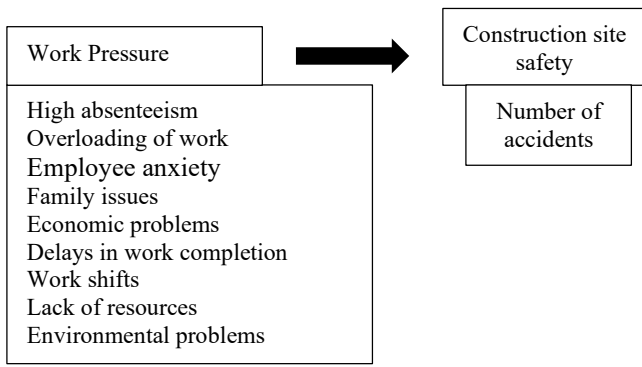 Work Pressure
Construction site
safety
High absenteeism
Overloading of work
Employee anxiety
Family issues
Economic problems
Delays in work completion
Work shifts
Lack of resources
Environmental problems
Number of
accidents